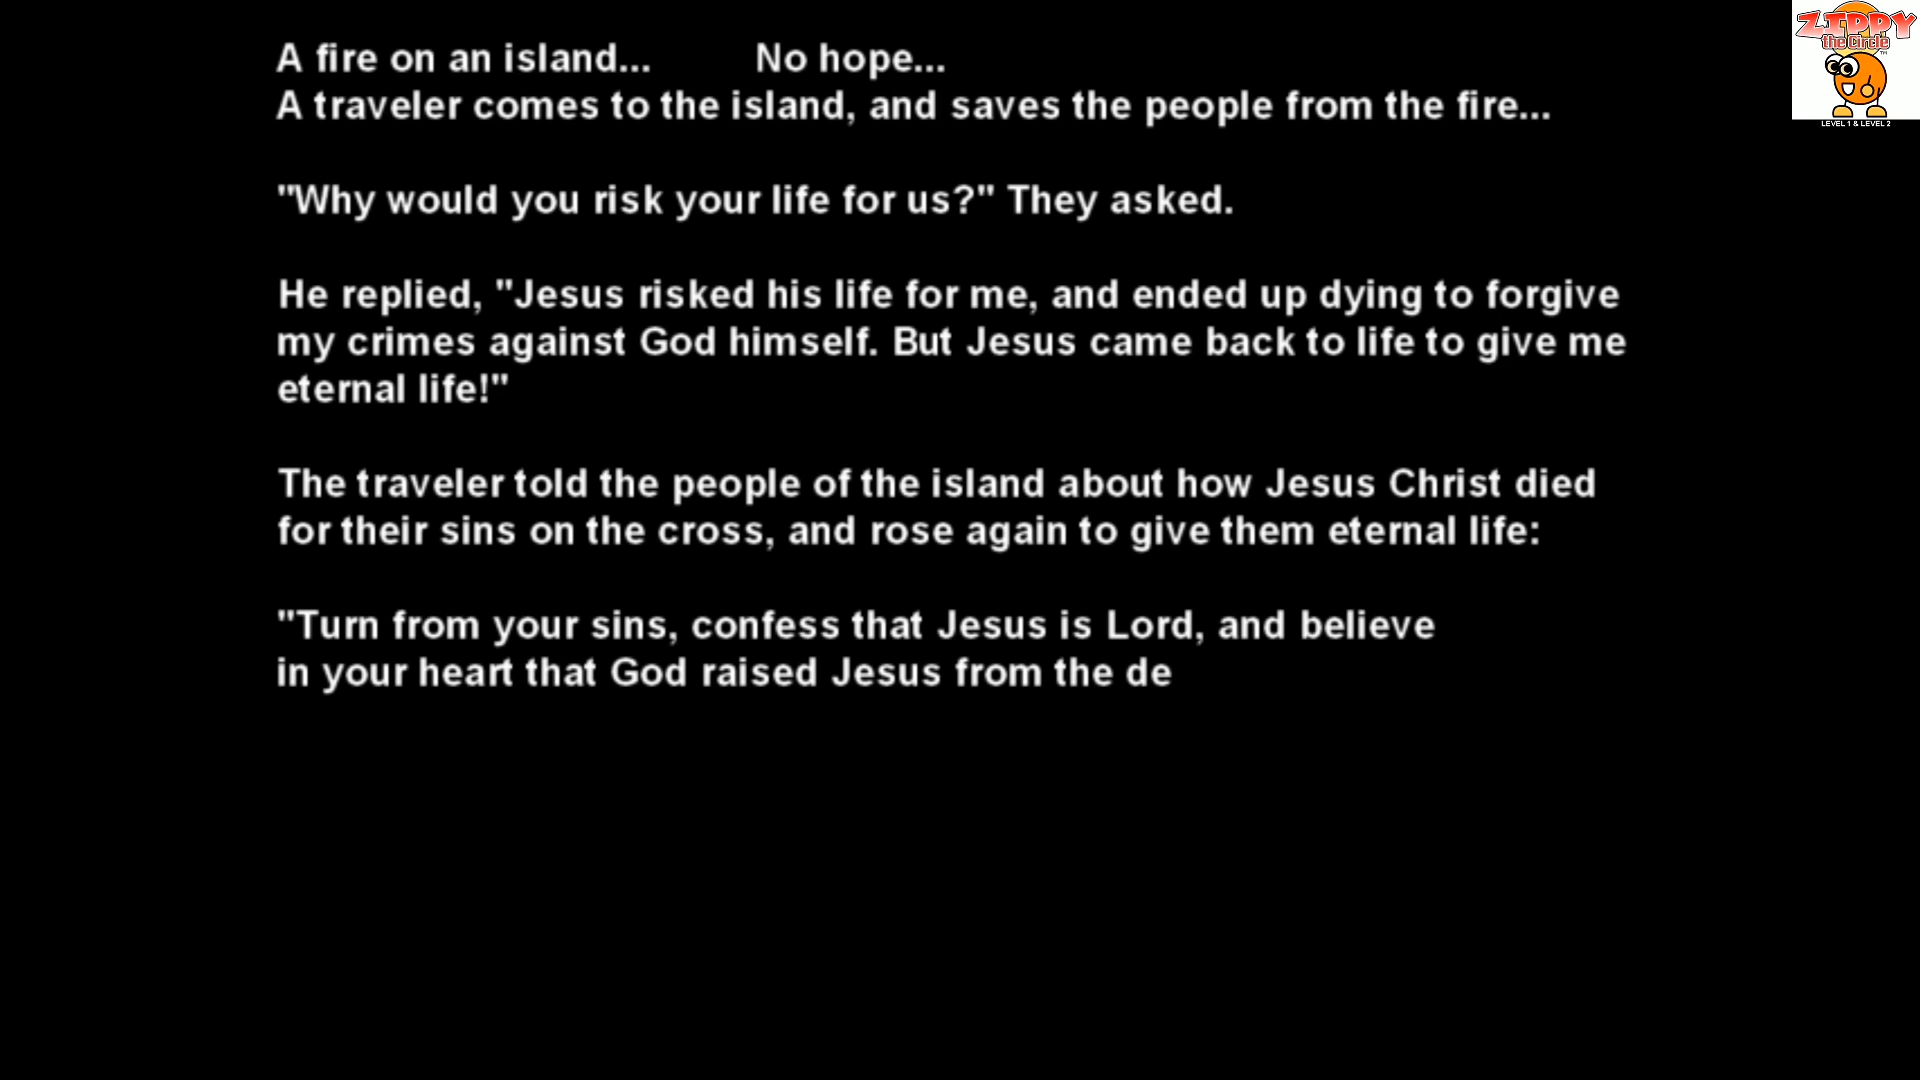 A fire on an island... No hope...
A traveler comes to the island, and saves the people from the fire...
"Why would you risk your life for us?" They asked.
He replied, "Jesus risked his life for me, and ended up dying to forgive
my crimes against God himself. But Jesus came back to life to give me
eternal life!"
The traveler told the people of the island about how Jesus Christ died
for their sins on the cross, and rose again to give them eternal life:
"Turn from your sins, confess that Jesus is Lord, and believe
in your heart that God raised Jesus from the de
ZIPPY
the Circle
TM
LEVEL 1 & LEVEL 2